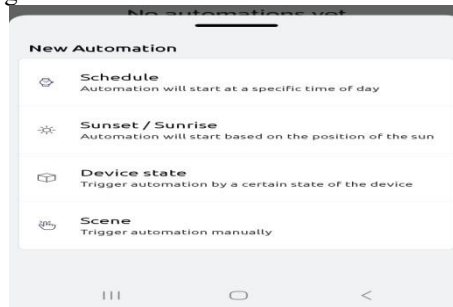 No automations yet
New Automation
Schedule
Automation will start at a specific time of day
Sunset / Sunrise
Automation will start based on the position of the sun
Device state
Trigger automation by a certain state of the device
Scene
Trigger automation manually